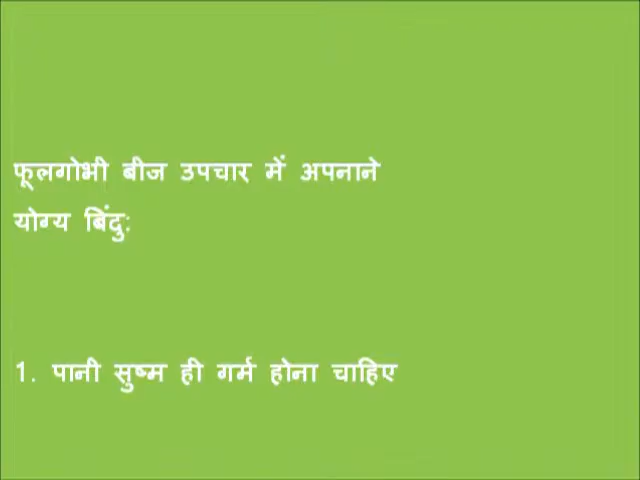 फूलगोभी बीज उपचार में अपनाने
योग्य बिंदु:
1. पानी सुष्म ही गर्म होना चाहिए